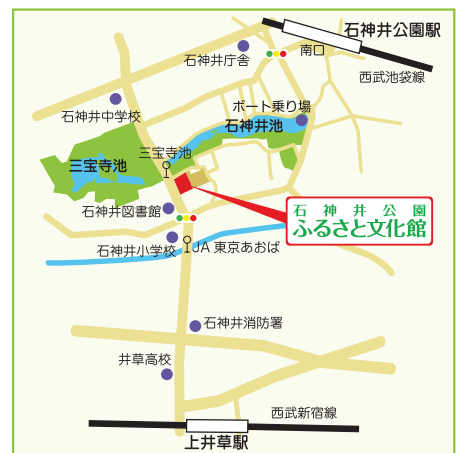 石神井公園駅
南口
石神井庁舎
西武池袋線
石神井中学校
ボート乗り場
石神井池
三宝寺池
三宝寺池
石神井図書館
石神井公園
ふるさと文化館
石神井小学校
JA 東京あおば
石神井消防署
井草高校
西武新宿線
上井草駅